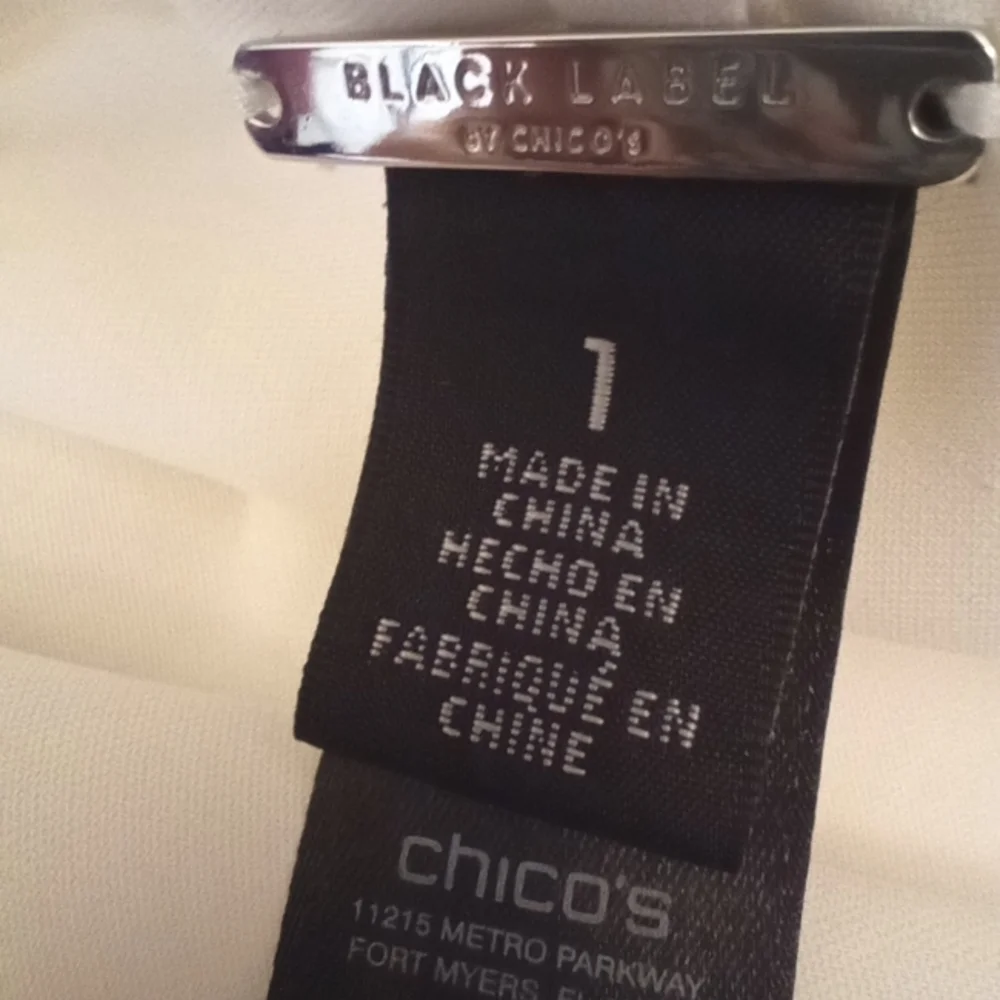 BLACK LABEL
BY CHICO'S
1
MADE IN
CHINA
HECHO EN
CHINA
FABRIQUÉ EN
CHINE
chico's
11215 METRO PARKWAY
FORT MYERS, FL